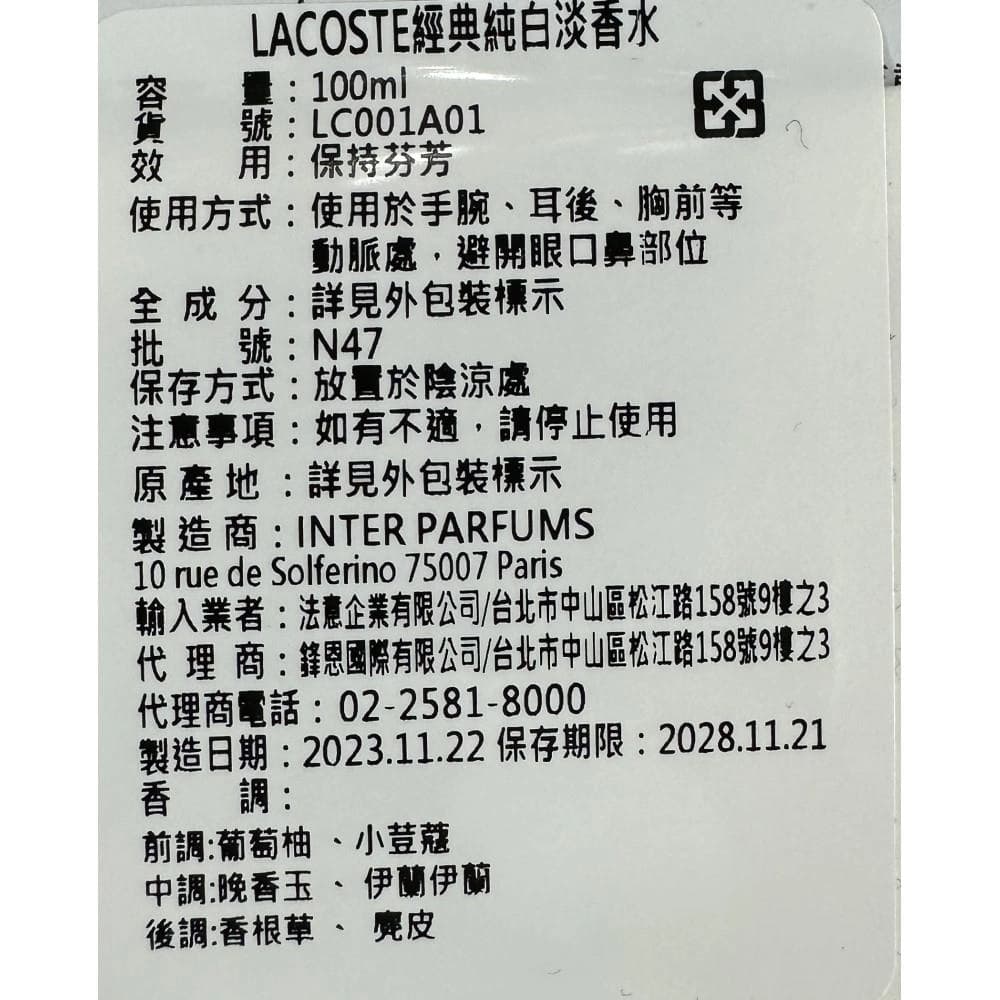 LACOSTE經典純白淡香水
容量：100ml
貨號：LC001A01
效用：保持芬芳
使用方式：使用於手腕、耳後、胸前等
動脈處，避開眼口鼻部位
全成分：詳見外包裝標示
批號：N47
保存方式：放置於陰涼處
注意事項：如有不適，請停止使用
原產地：詳見外包裝標示
製造商：INTER PARFUMS
10 rue de Solferino 75007 Paris
輸入業者：法意企業有限公司/台北市中山區松江路158號9樓之3
代理商：鋒恩國際有限公司/台北市中山區松江路158號9樓之3
代理商電話：02-2581-8000
製造日期：2023.11.22 保存期限：2028.11.21
香調：
前調:葡萄柚、小荳蔻
中調:晚香玉、伊蘭伊蘭
後調:香根草、麂皮